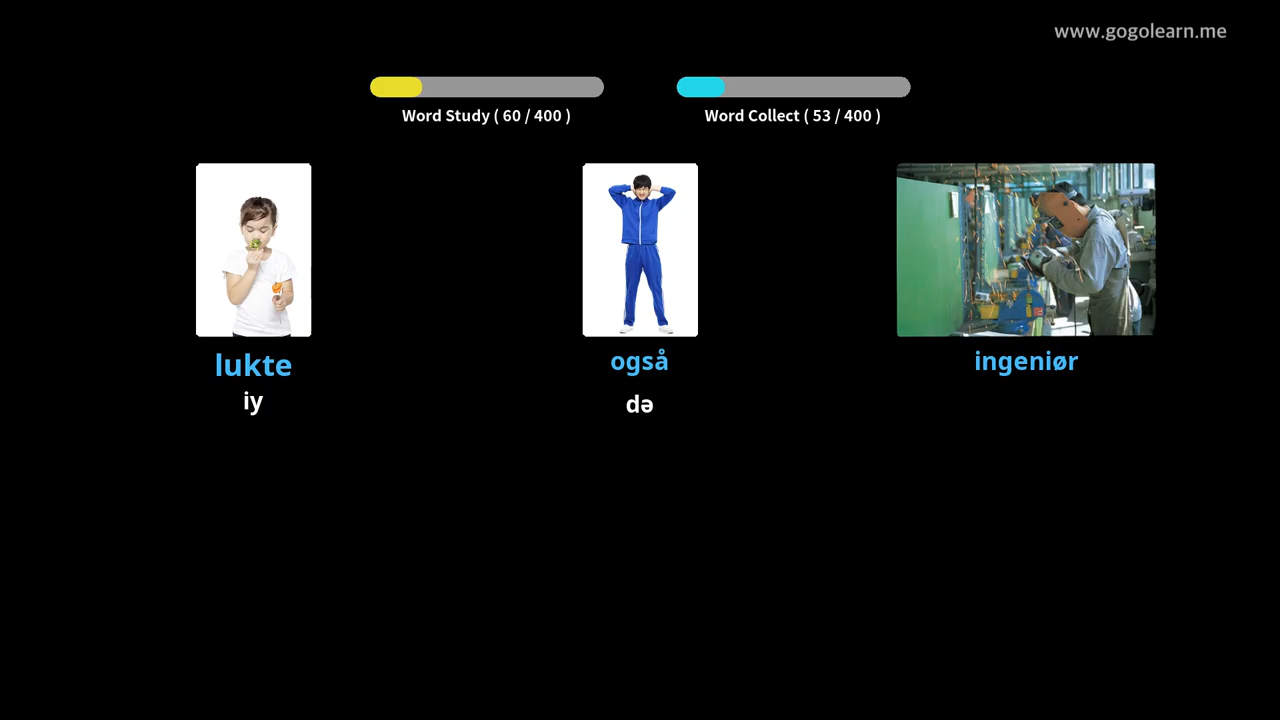 www.gogolearn.me
Word Study ( 60 / 400 )
Word Collect ( 53 / 400 )
lukte
iy
også
də
ingeniør